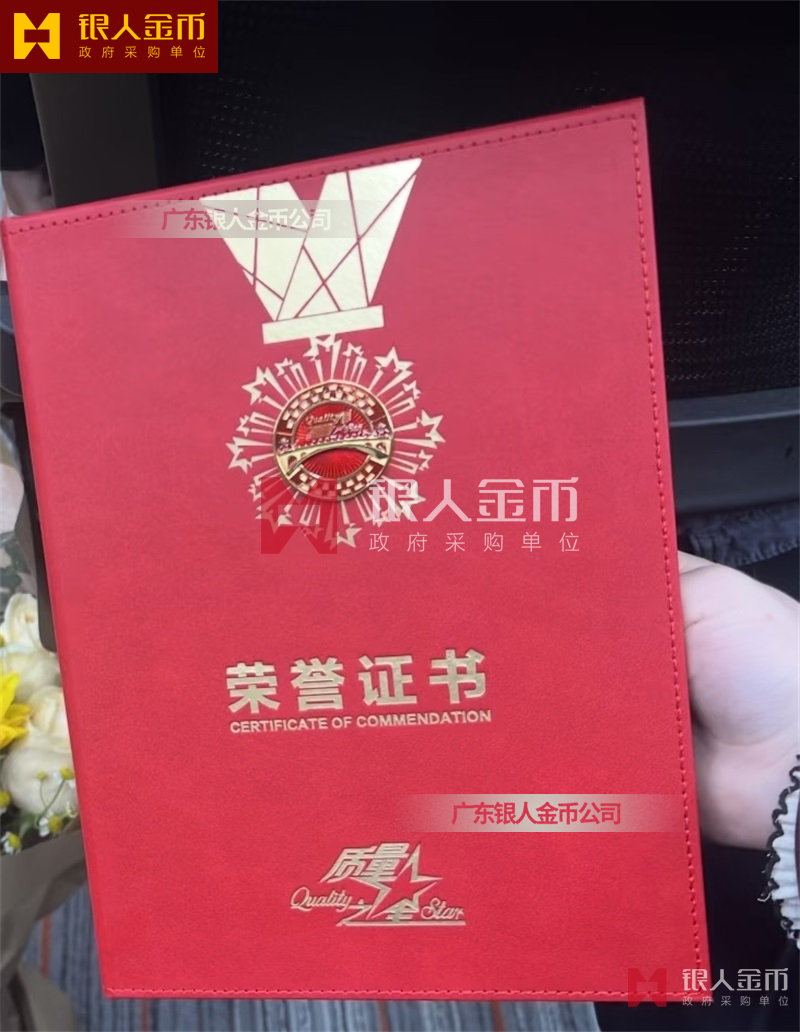 银人金币
政府采购单位
广东银人金币公司
Quality
Star
银人金币
政府采购单位
荣誉证书
CERTIFICATE OF COMMENDATION
广东银人金币公司
质量
Quality 之星 Star
银人金币
政府采购单位